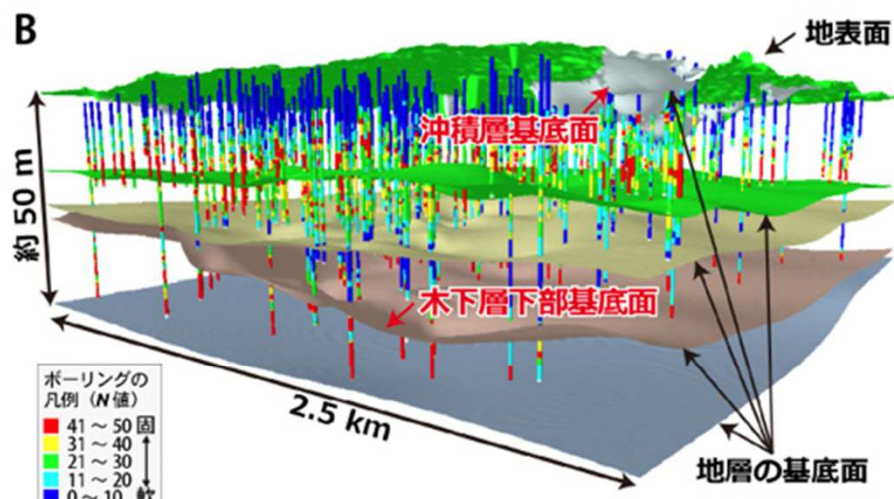 B
地表面
沖積層基底面
約 50 m
木下層下部基底面
2.5 km
地層の基底面
ボーリングの
凡例（N 値）
41 ～ 50 固
31 ～ 40
21 ～ 30
11 ～ 20
0 ～ 10 軟